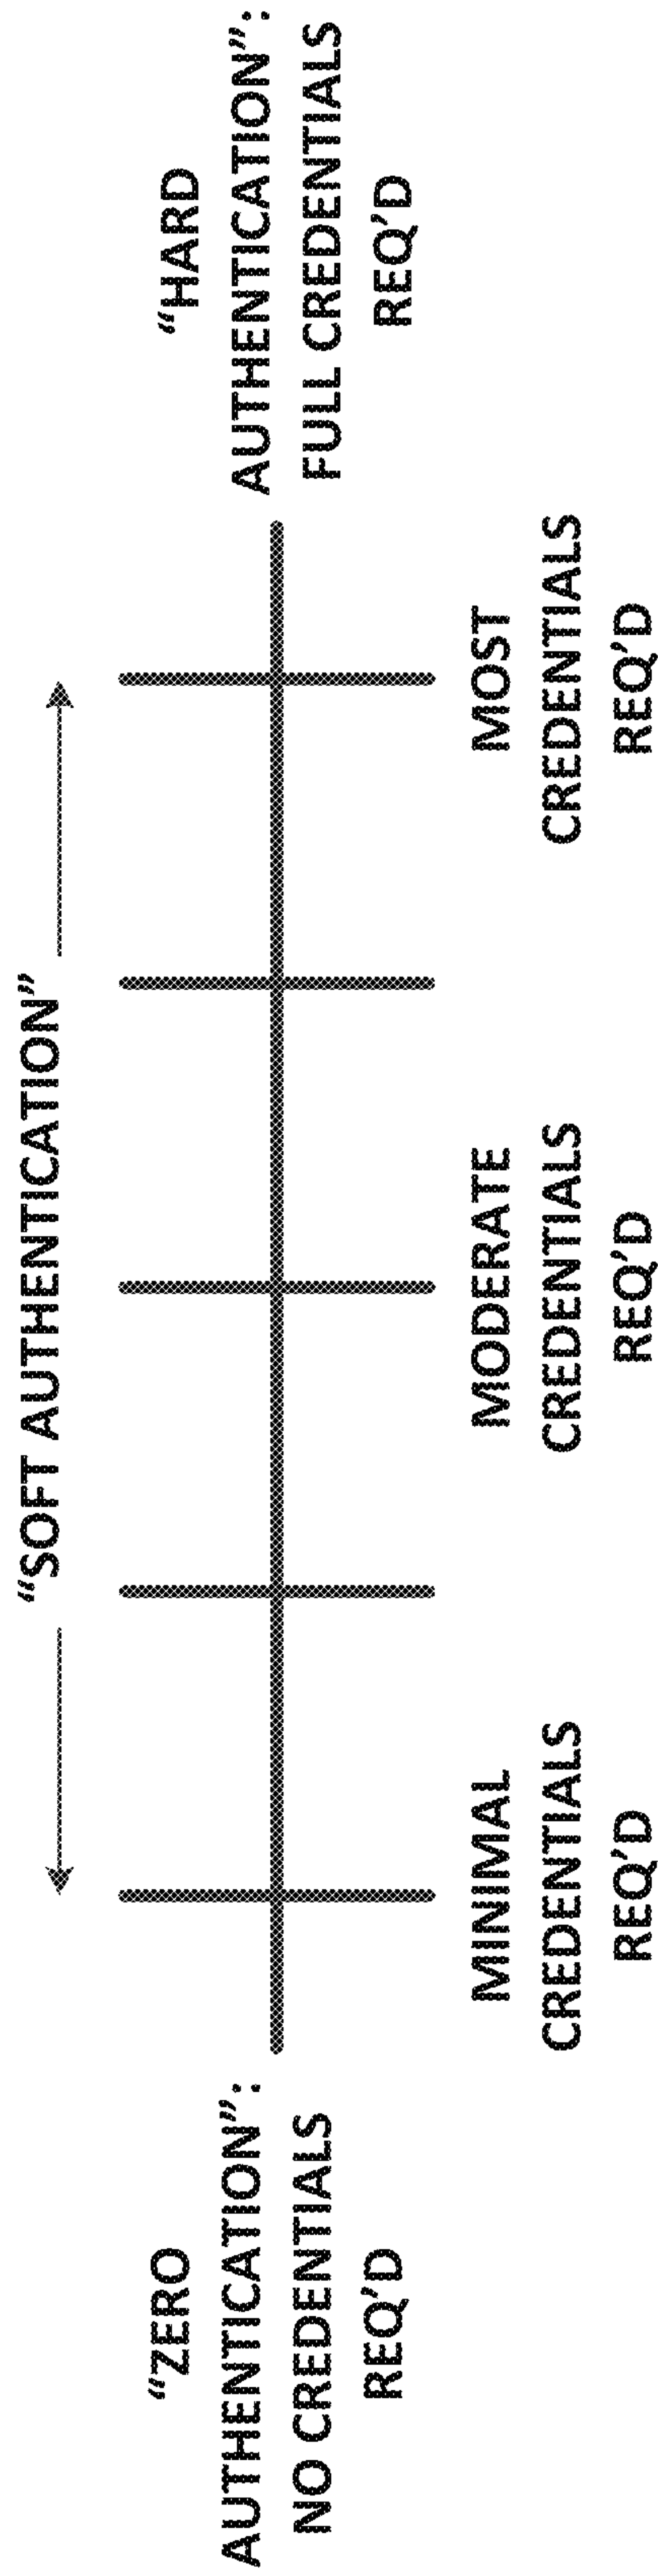 “SOFT AUTHENTICATION”
“ZERO
AUTHENTICATION”:
NO CREDENTIALS
REQ’D
“HARD
AUTHENTICATION”:
FULL CREDENTIALS
REQ’D
MINIMAL
CREDENTIALS
REQ’D
MODERATE
CREDENTIALS
REQ’D
MOST
CREDENTIALS
REQ’D